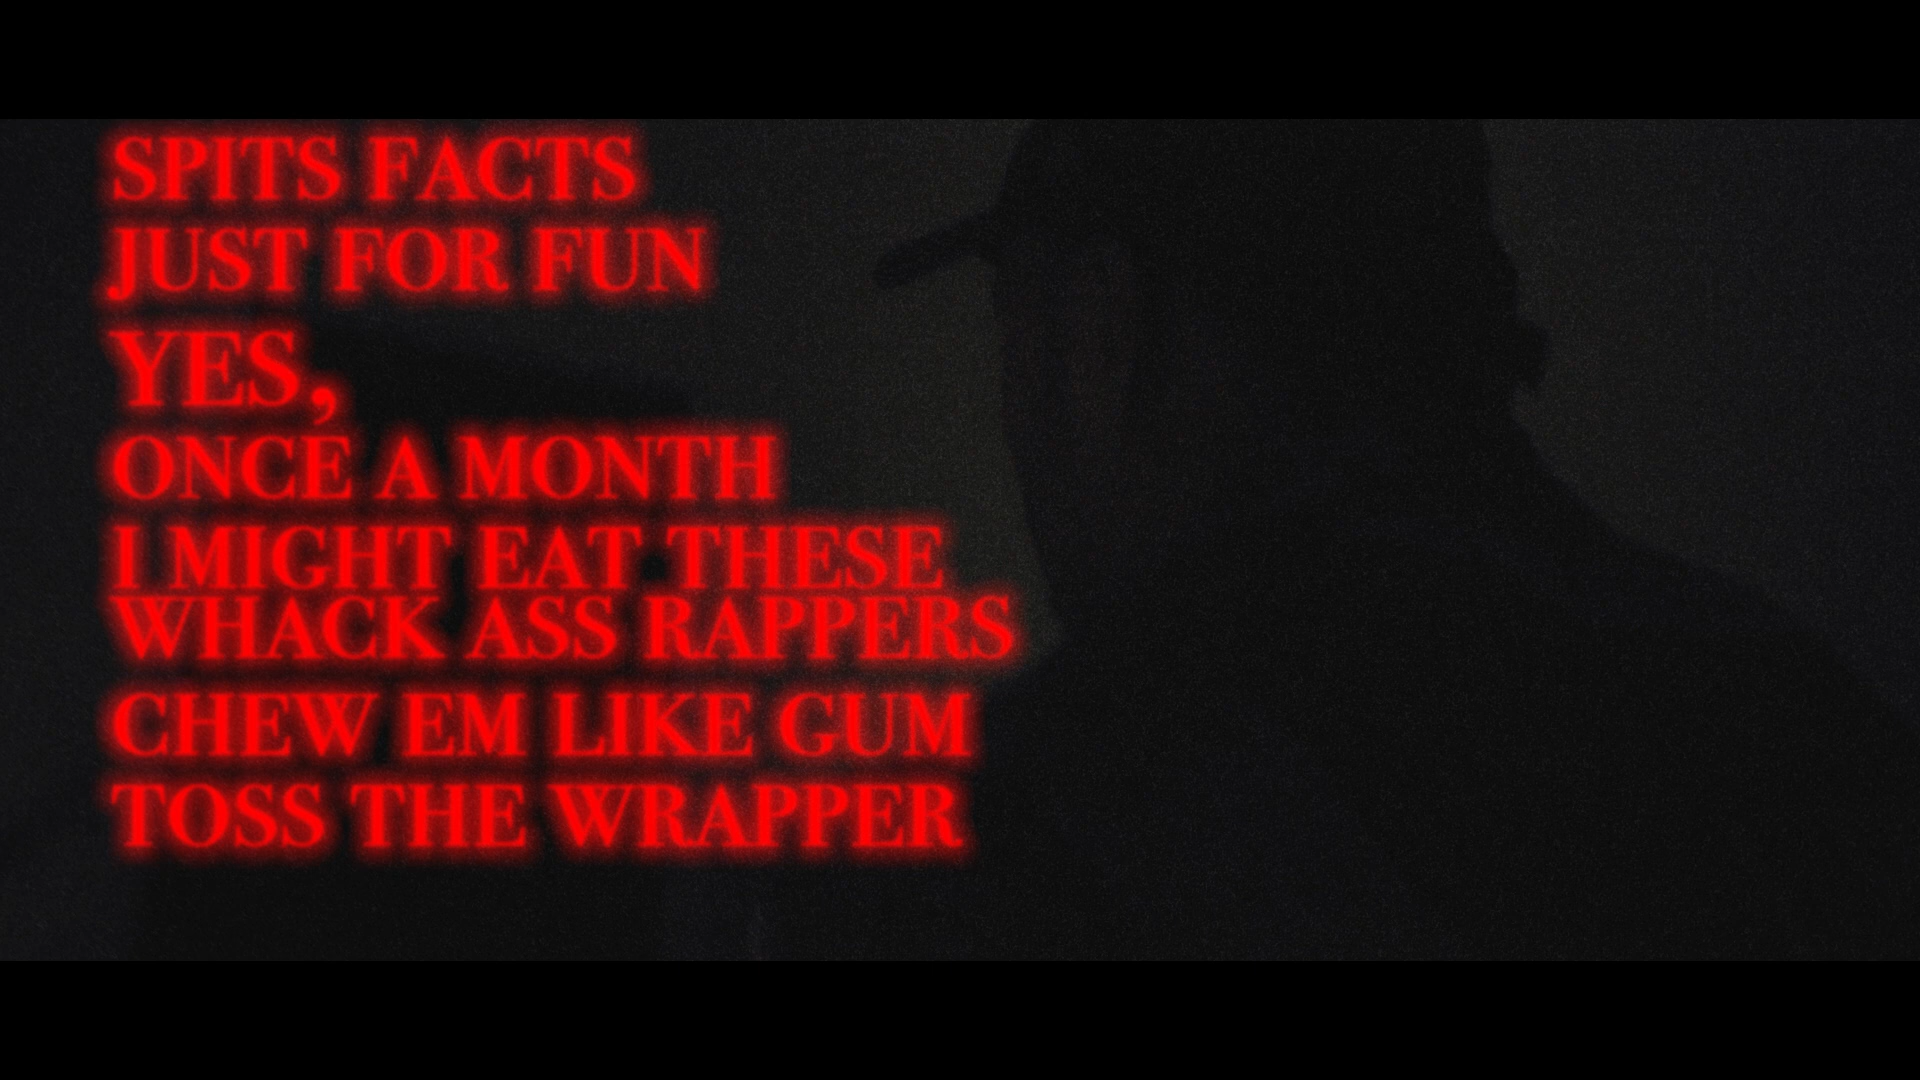 SPITS FACTS
JUST FOR FUN
YES,
ONCE A MONTH
I MIGHT EAT THESE
WHACK ASS RAPPERS
CHEW EM LIKE GUM
TOSS THE WRAPPER